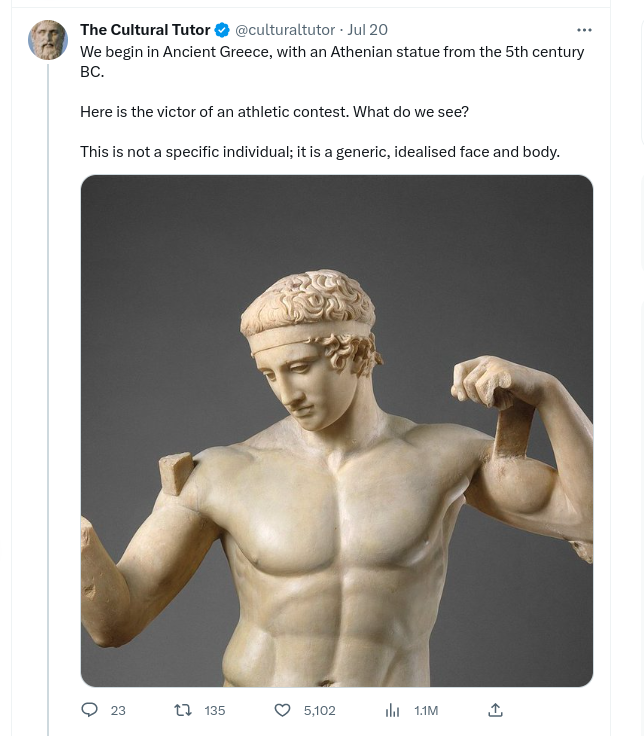 The Cultural Tutor @culturaltutor · Jul 20
We begin in Ancient Greece, with an Athenian statue from the 5th century
BC.
Here is the victor of an athletic contest. What do we see?
This is not a specific individual; it is a generic, idealised face and body.
23 135 5,102 1.1M